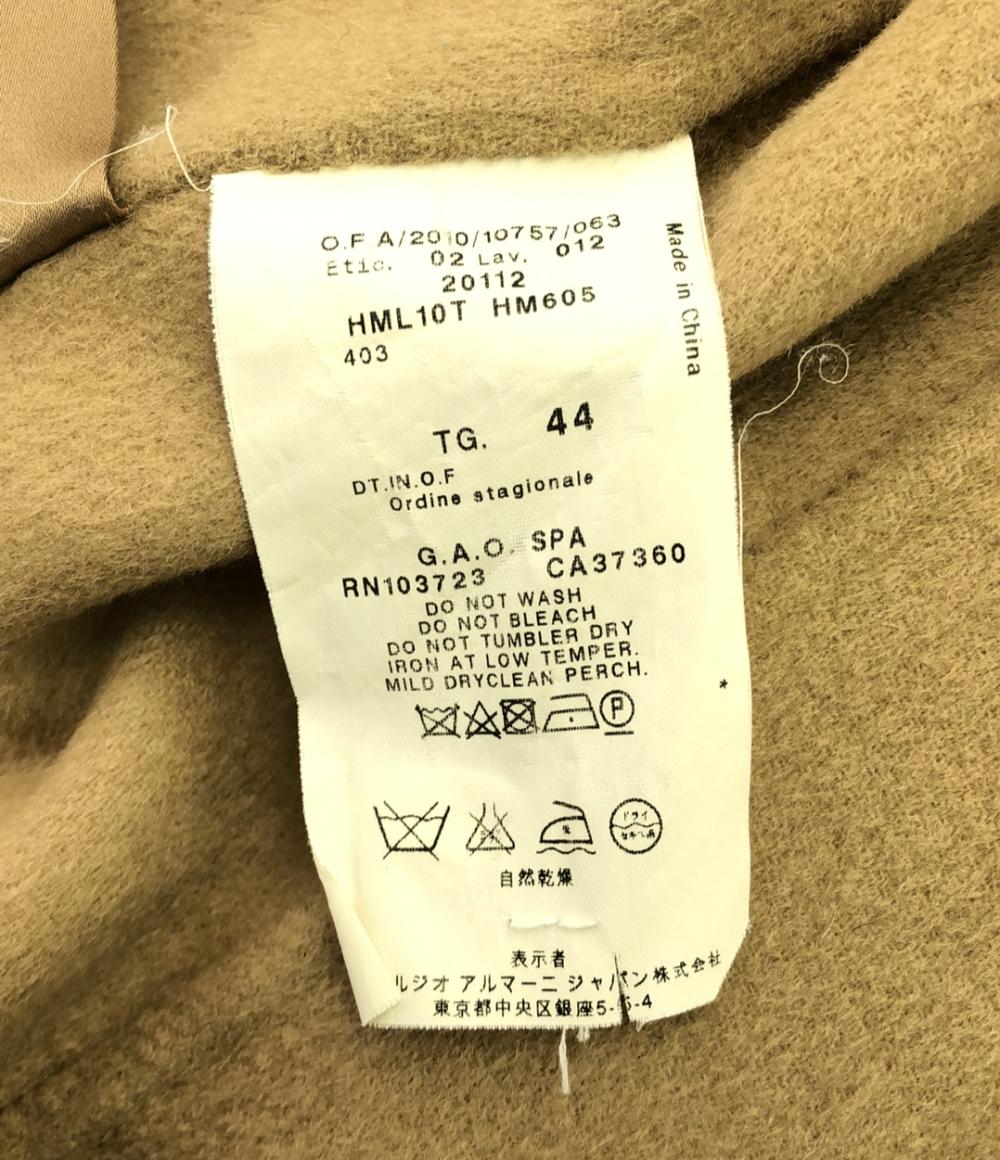 O.F A/2010/10757/063
Etic. 02 Lav. 012
20112
HML10T HM605
403
Made in China
TG. 44
DT.IN.O.F
Ordine stagionale
G.A.O. SPA
RN103723 CA37360
DO NOT WASH
DO NOT BLEACH
DO NOT TUMBLER DRY
IRON AT LOW TEMPER.
MILD DRYCLEAN PERCH.
*
P
ドライ
自然乾燥
表示者
ルジオ アルマーニ ジャパン株式会社
東京都中央区銀座5-5-4